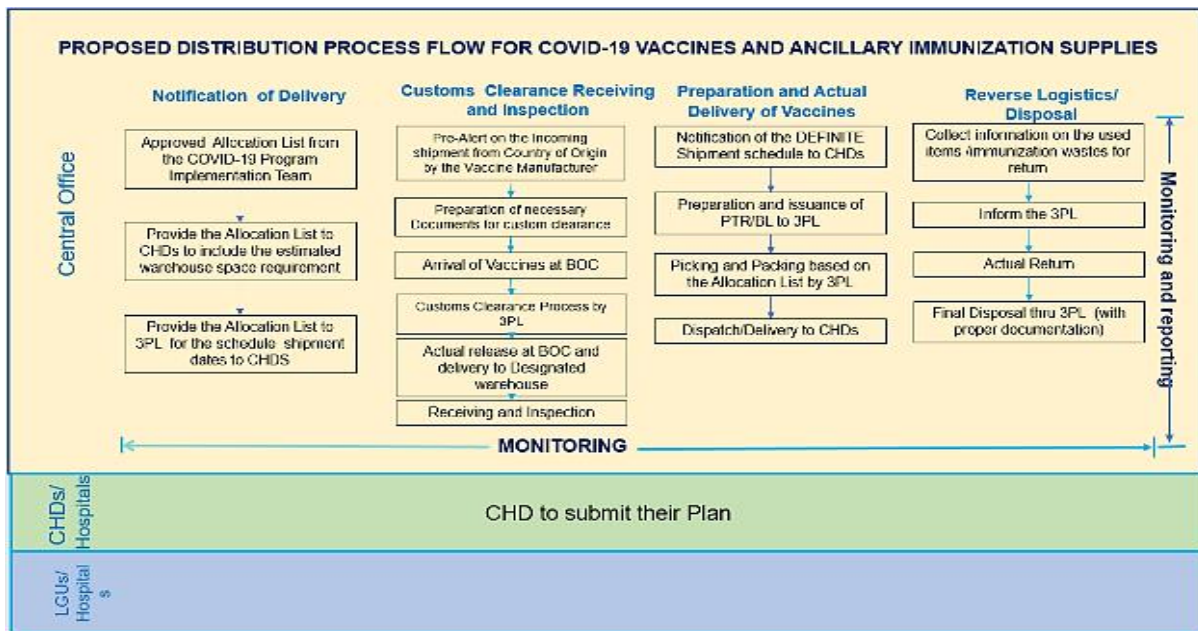 PROPOSED DISTRIBUTION PROCESS FLOW FOR COVID-19 VACCINES AND ANCILLARY IMMUNIZATION SUPPLIES
Central Office
Notification of Delivery
Approved Allocation List from
the COVID-19 Program
Implementation Team
Provide the Allocation List to
CHDs to include the estimated
warehouse space requirement
Provide the Allocation List to
3PL for the schedule shipment
dates to CHDS
Customs Clearance Receiving
and Inspection
Pre-Alert on the Incoming
shipment from Country of Origin
by the Vaccine Manufacturer
Preparation of necessary
Documents for custom clearance
Arrival of Vaccines at BOC
Customs Clearance Process by
3PL
Actual release at BOC and
delivery to Designated
warehouse
Receiving and Inspection
Preparation and Actual
Delivery of Vaccines
Notification of the DEFINITE
Shipment schedule to CHDs
Preparation and issuance of
PTR/BL to 3PL
Picking and Packing based on
the Allocation List by 3PL
Dispatch/Delivery to CHDs
Reverse Logistics/
Disposal
Collect information on the used
items /immunization wastes for
return
Inform the 3PL
Actual Return
Final Disposal thru 3PL (with
proper documentation)
Monitoring and reporting
MONITORING
CHDs/
Hospitals
CHD to submit their Plan
LGUs/
Hospital
s